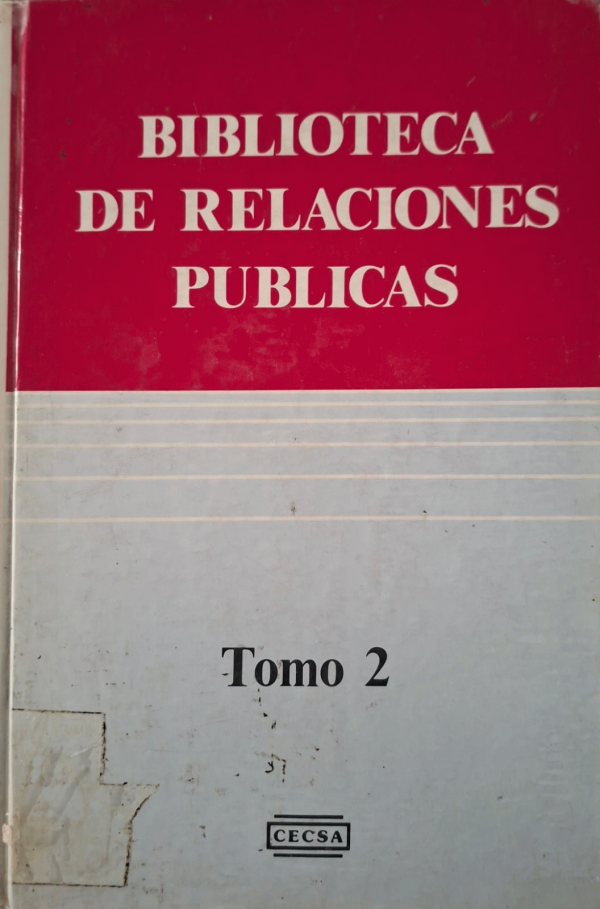 BIBLIOTECA
DE RELACIONES
PUBLICAS
Tomo 2
CECSA